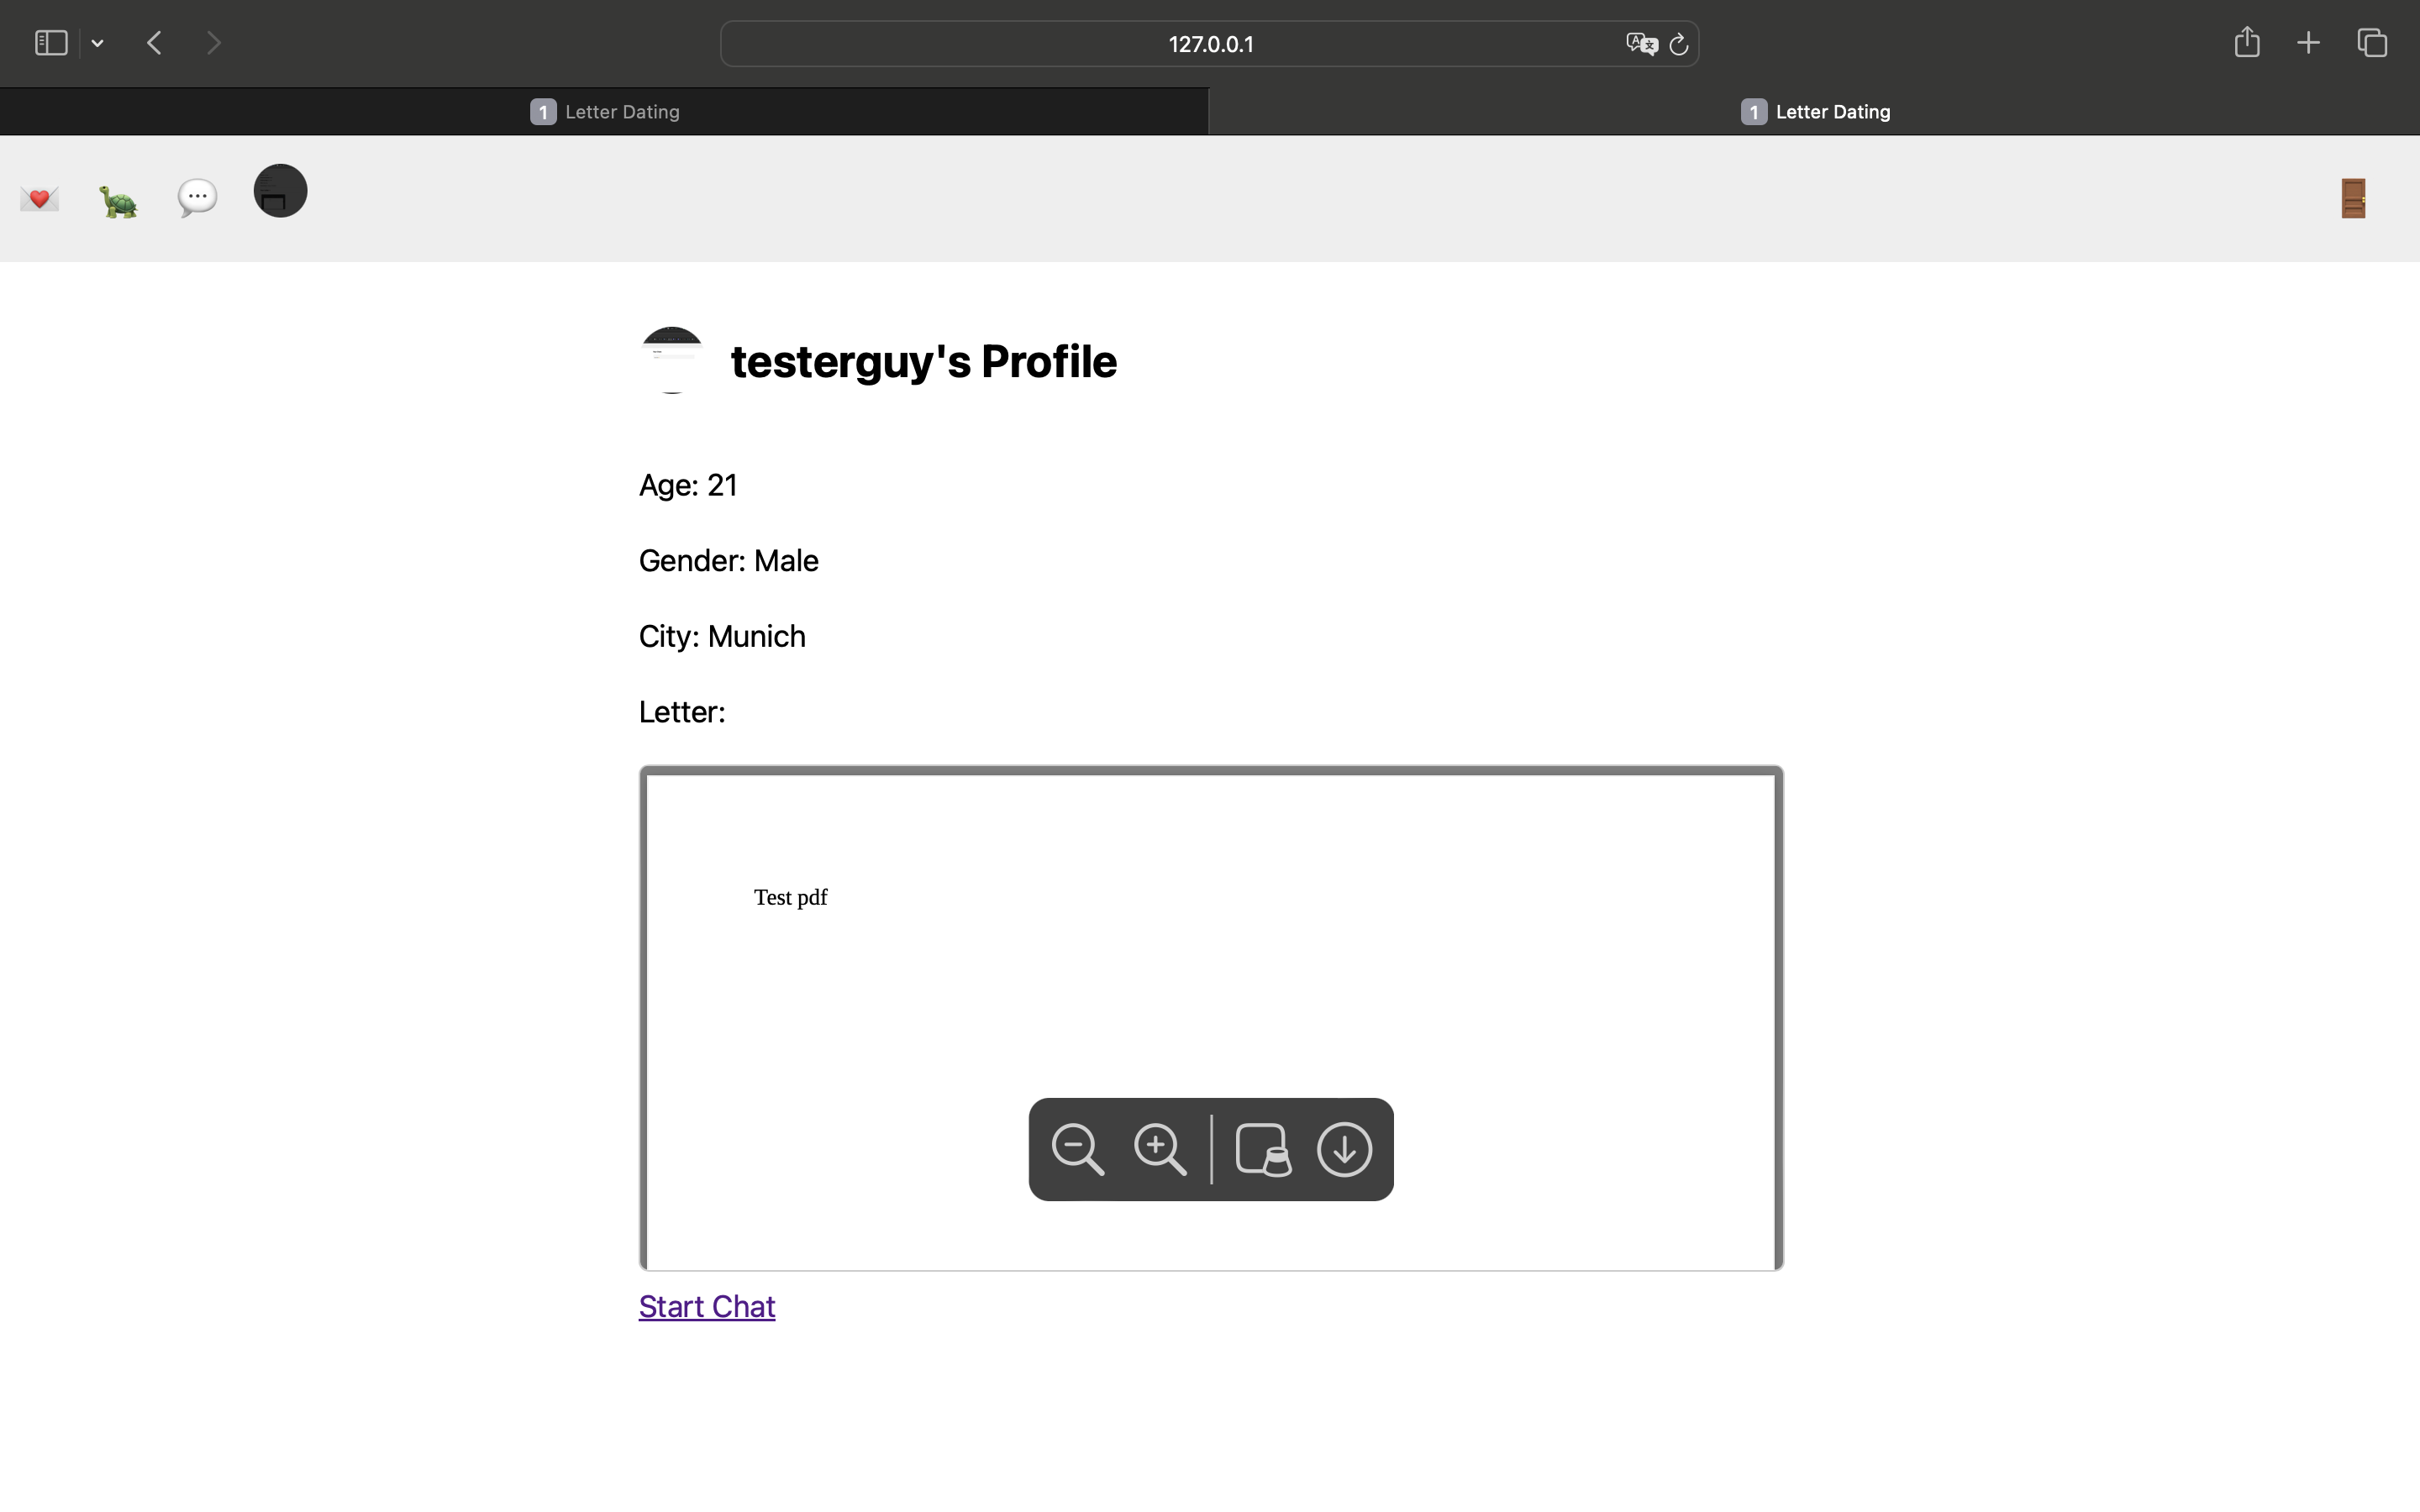 127.0.0.1
1 Letter Dating
1 Letter Dating
testerguy's Profile
Age: 21
Gender: Male
City: Munich
Letter:
Test pdf
Start Chat